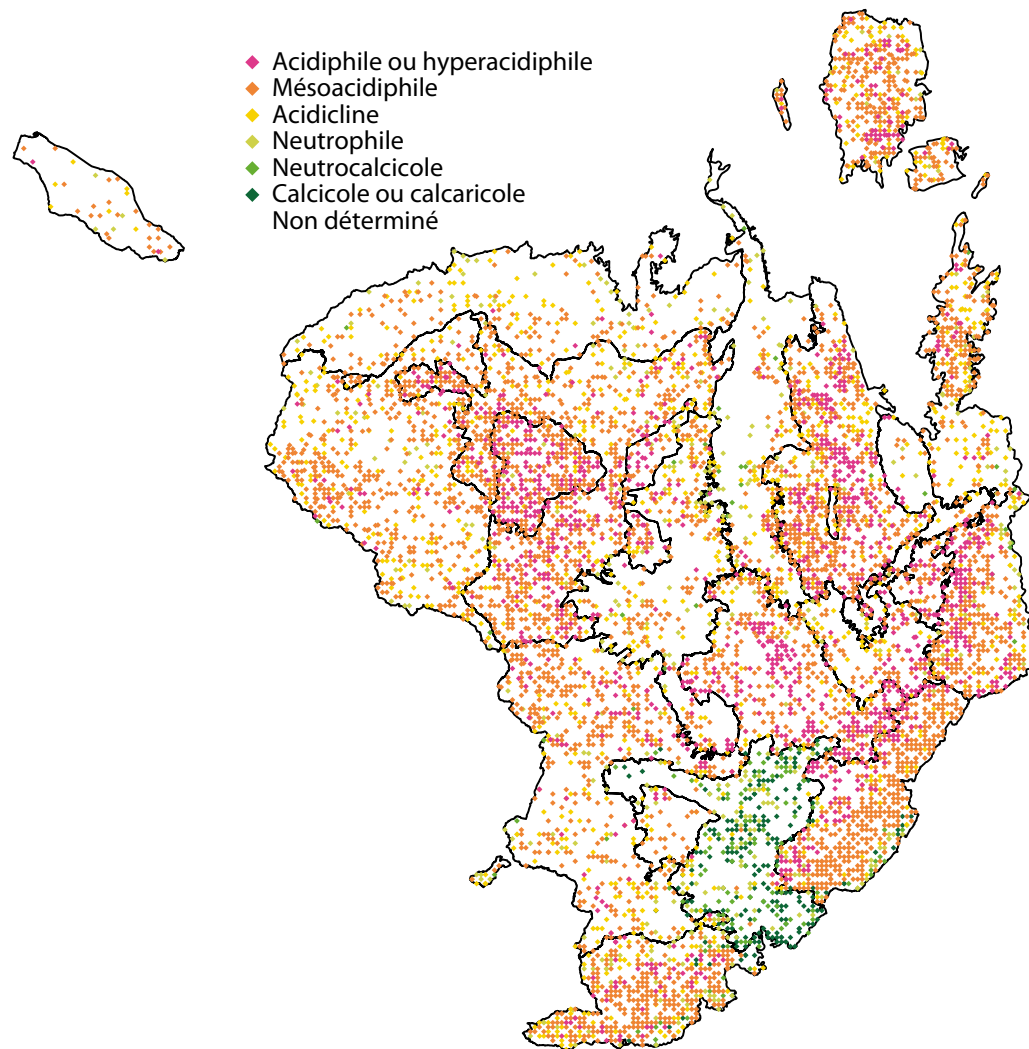 Acidiphile ou hyperacidiphile
Mésoacidiphile
Acidicline
Neutrophile
Neutrocalcicole
Calcicole ou calcaricole
Non déterminé